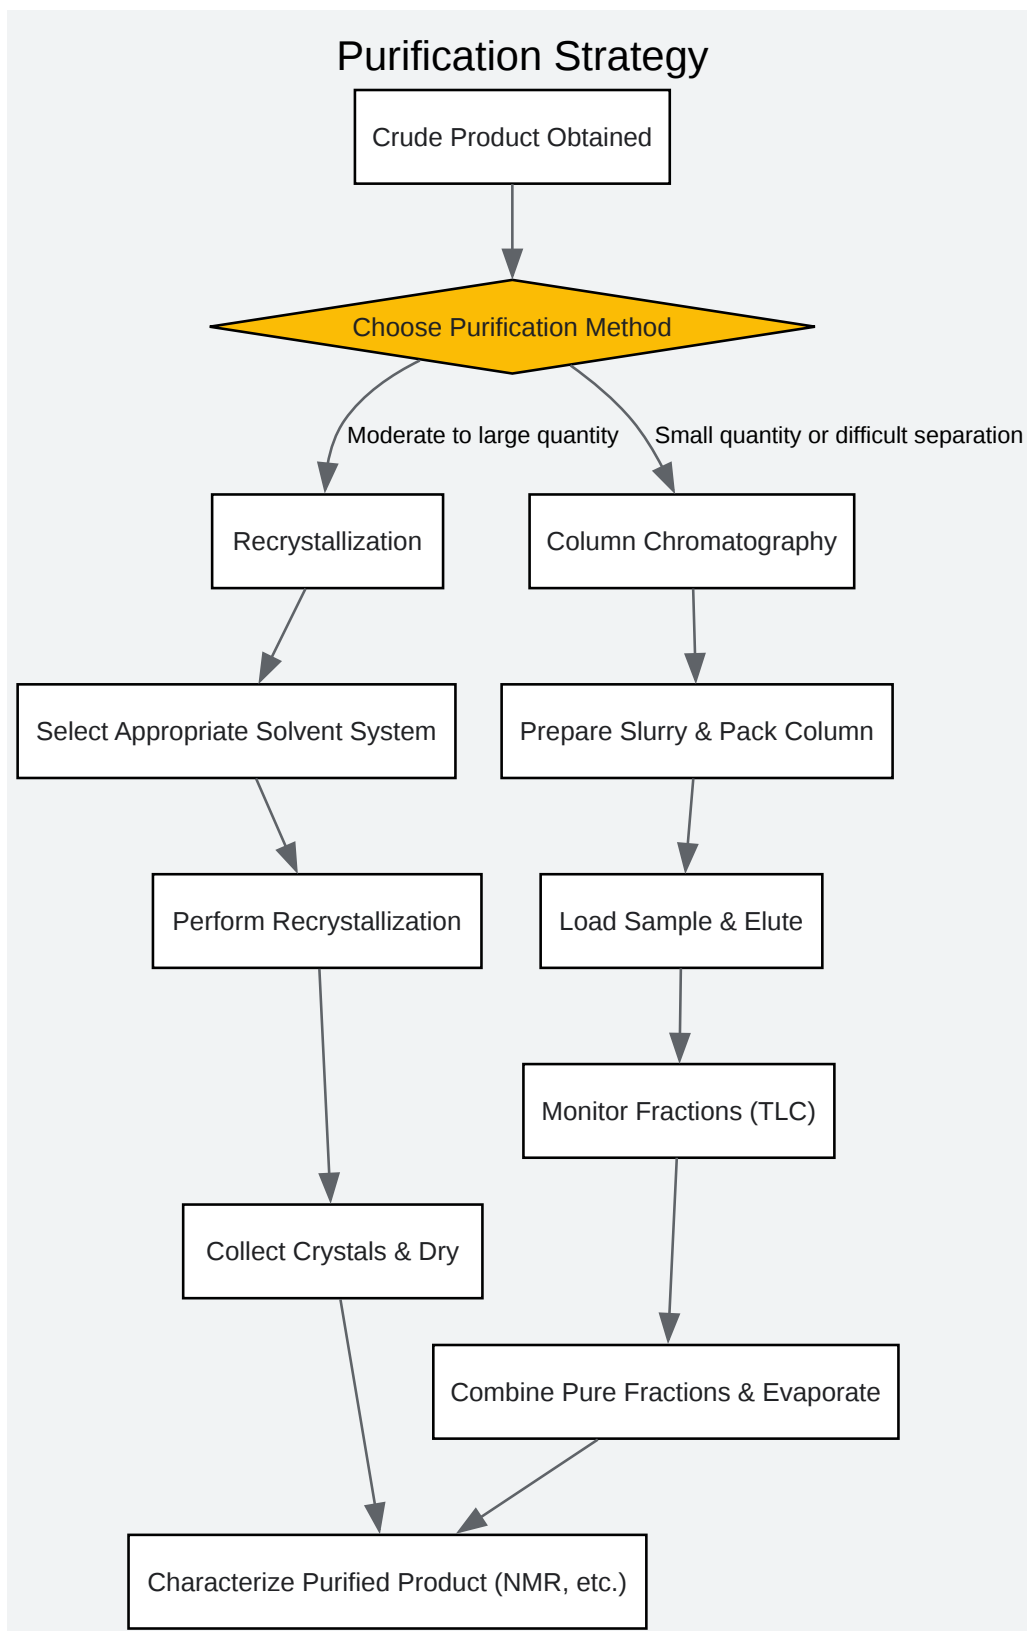 Purification Strategy
Crude Product Obtained
Choose Purification Method
Moderate to large quantity
Small quantity or difficult separation
Recrystallization
Column Chromatography
Select Appropriate Solvent System
Prepare Slurry & Pack Column
Perform Recrystallization
Load Sample & Elute
Monitor Fractions (TLC)
Collect Crystals & Dry
Combine Pure Fractions & Evaporate
Characterize Purified Product (NMR, etc.)